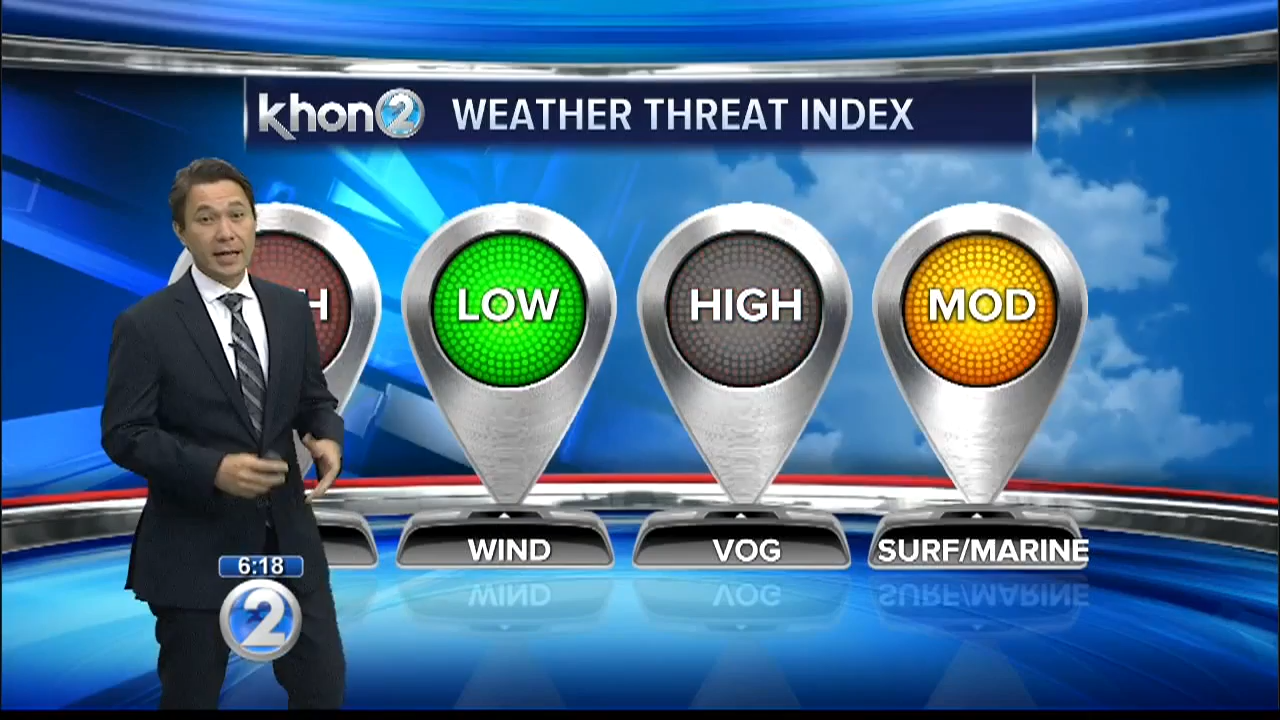 khon2 WEATHER THREAT INDEX
H LOW HIGH MOD
WIND VOG SURF/MARINE
6:18
2